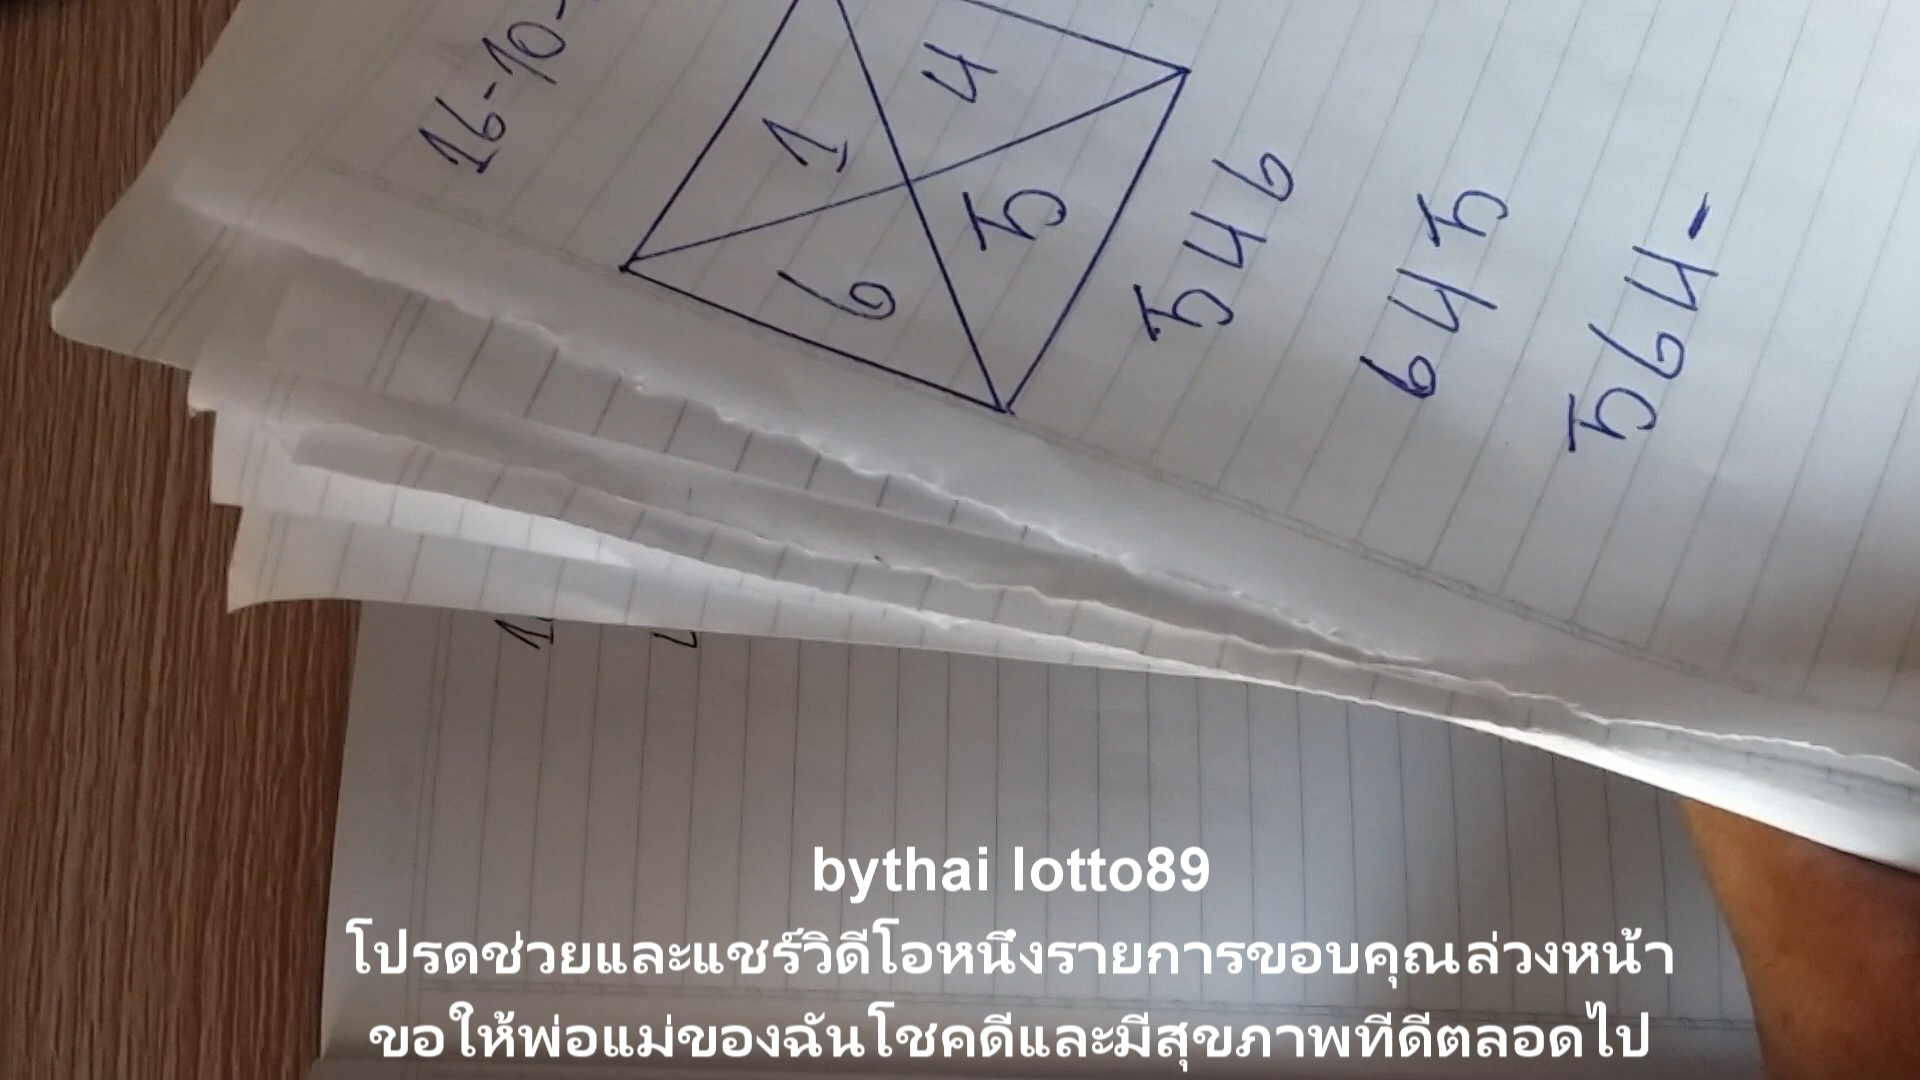 16-10-
1
6 4
5
546
645
564-
bythai lotto89
โปรดช่วยและแชร์วิดีโอหนึ่งรายการขอบคุณล่วงหน้า
ขอให้พ่อแม่ของฉันโชคดีและมีสุขภาพที่ดีตลอดไป